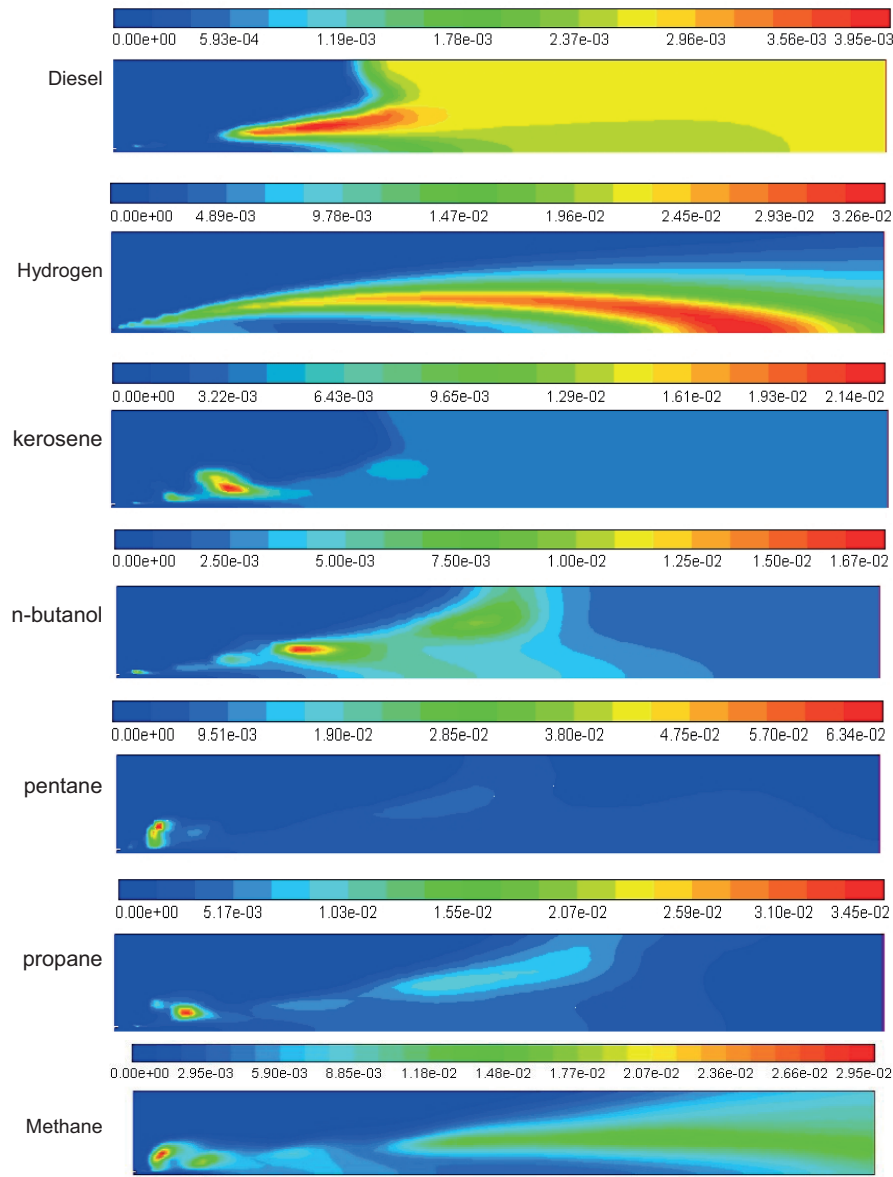 0.00e+00 5.93e-04 1.19e-03 1.78e-03 2.37e-03 2.96e-03 3.56e-03 3.95e-03
Diesel
0.00e+00 4.89e-03 9.78e-03 1.47e-02 1.96e-02 2.45e-02 2.93e-02 3.26e-02
Hydrogen
0.00e+00 3.22e-03 6.43e-03 9.65e-03 1.29e-02 1.61e-02 1.93e-02 2.14e-02
kerosene
0.00e+00 2.50e-03 5.00e-03 7.50e-03 1.00e-02 1.25e-02 1.50e-02 1.67e-02
n-butanol
0.00e+00 9.51e-03 1.90e-02 2.85e-02 3.80e-02 4.75e-02 5.70e-02 6.34e-02
pentane
0.00e+00 5.17e-03 1.03e-02 1.55e-02 2.07e-02 2.59e-02 3.10e-02 3.45e-02
propane
0.00e+00 2.95e-03 5.90e-03 8.85e-03 1.18e-02 1.48e-02 1.77e-02 2.07e-02 2.36e-02 2.66e-02 2.95e-02
Methane